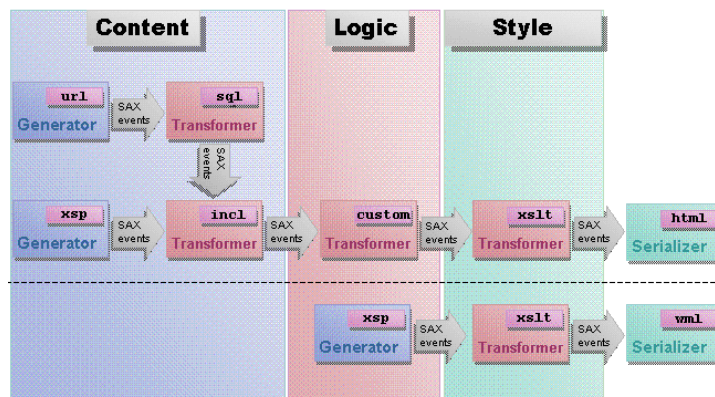 Content Logic Style
url SAX events sql
Generator Transformer
SAX events
xsp SAX events incl SAX events custom SAX events xslt SAX events html
Generator Transformer Transformer Transformer Serializer
xsp SAX events xslt SAX events wml
Generator Transformer Serializer